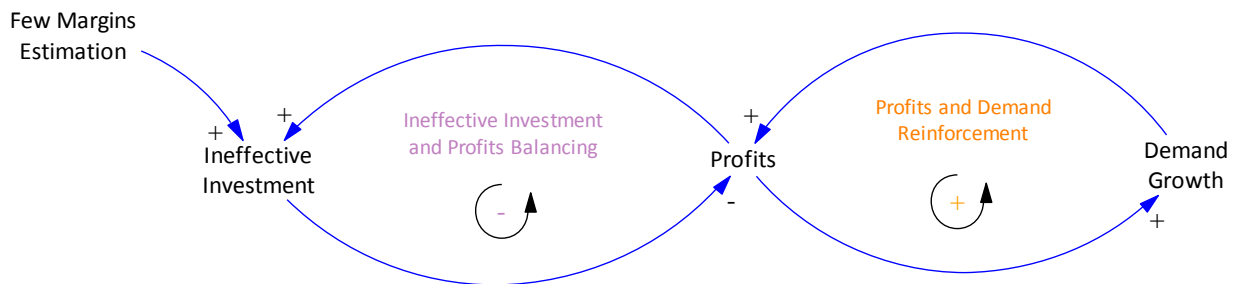 Few Margins
Estimation
+
+
Ineffective
Investment
Ineffective Investment
and Profits Balancing
-
+
Profits
-
Profits and Demand
Reinforcement
+
Demand
Growth
+